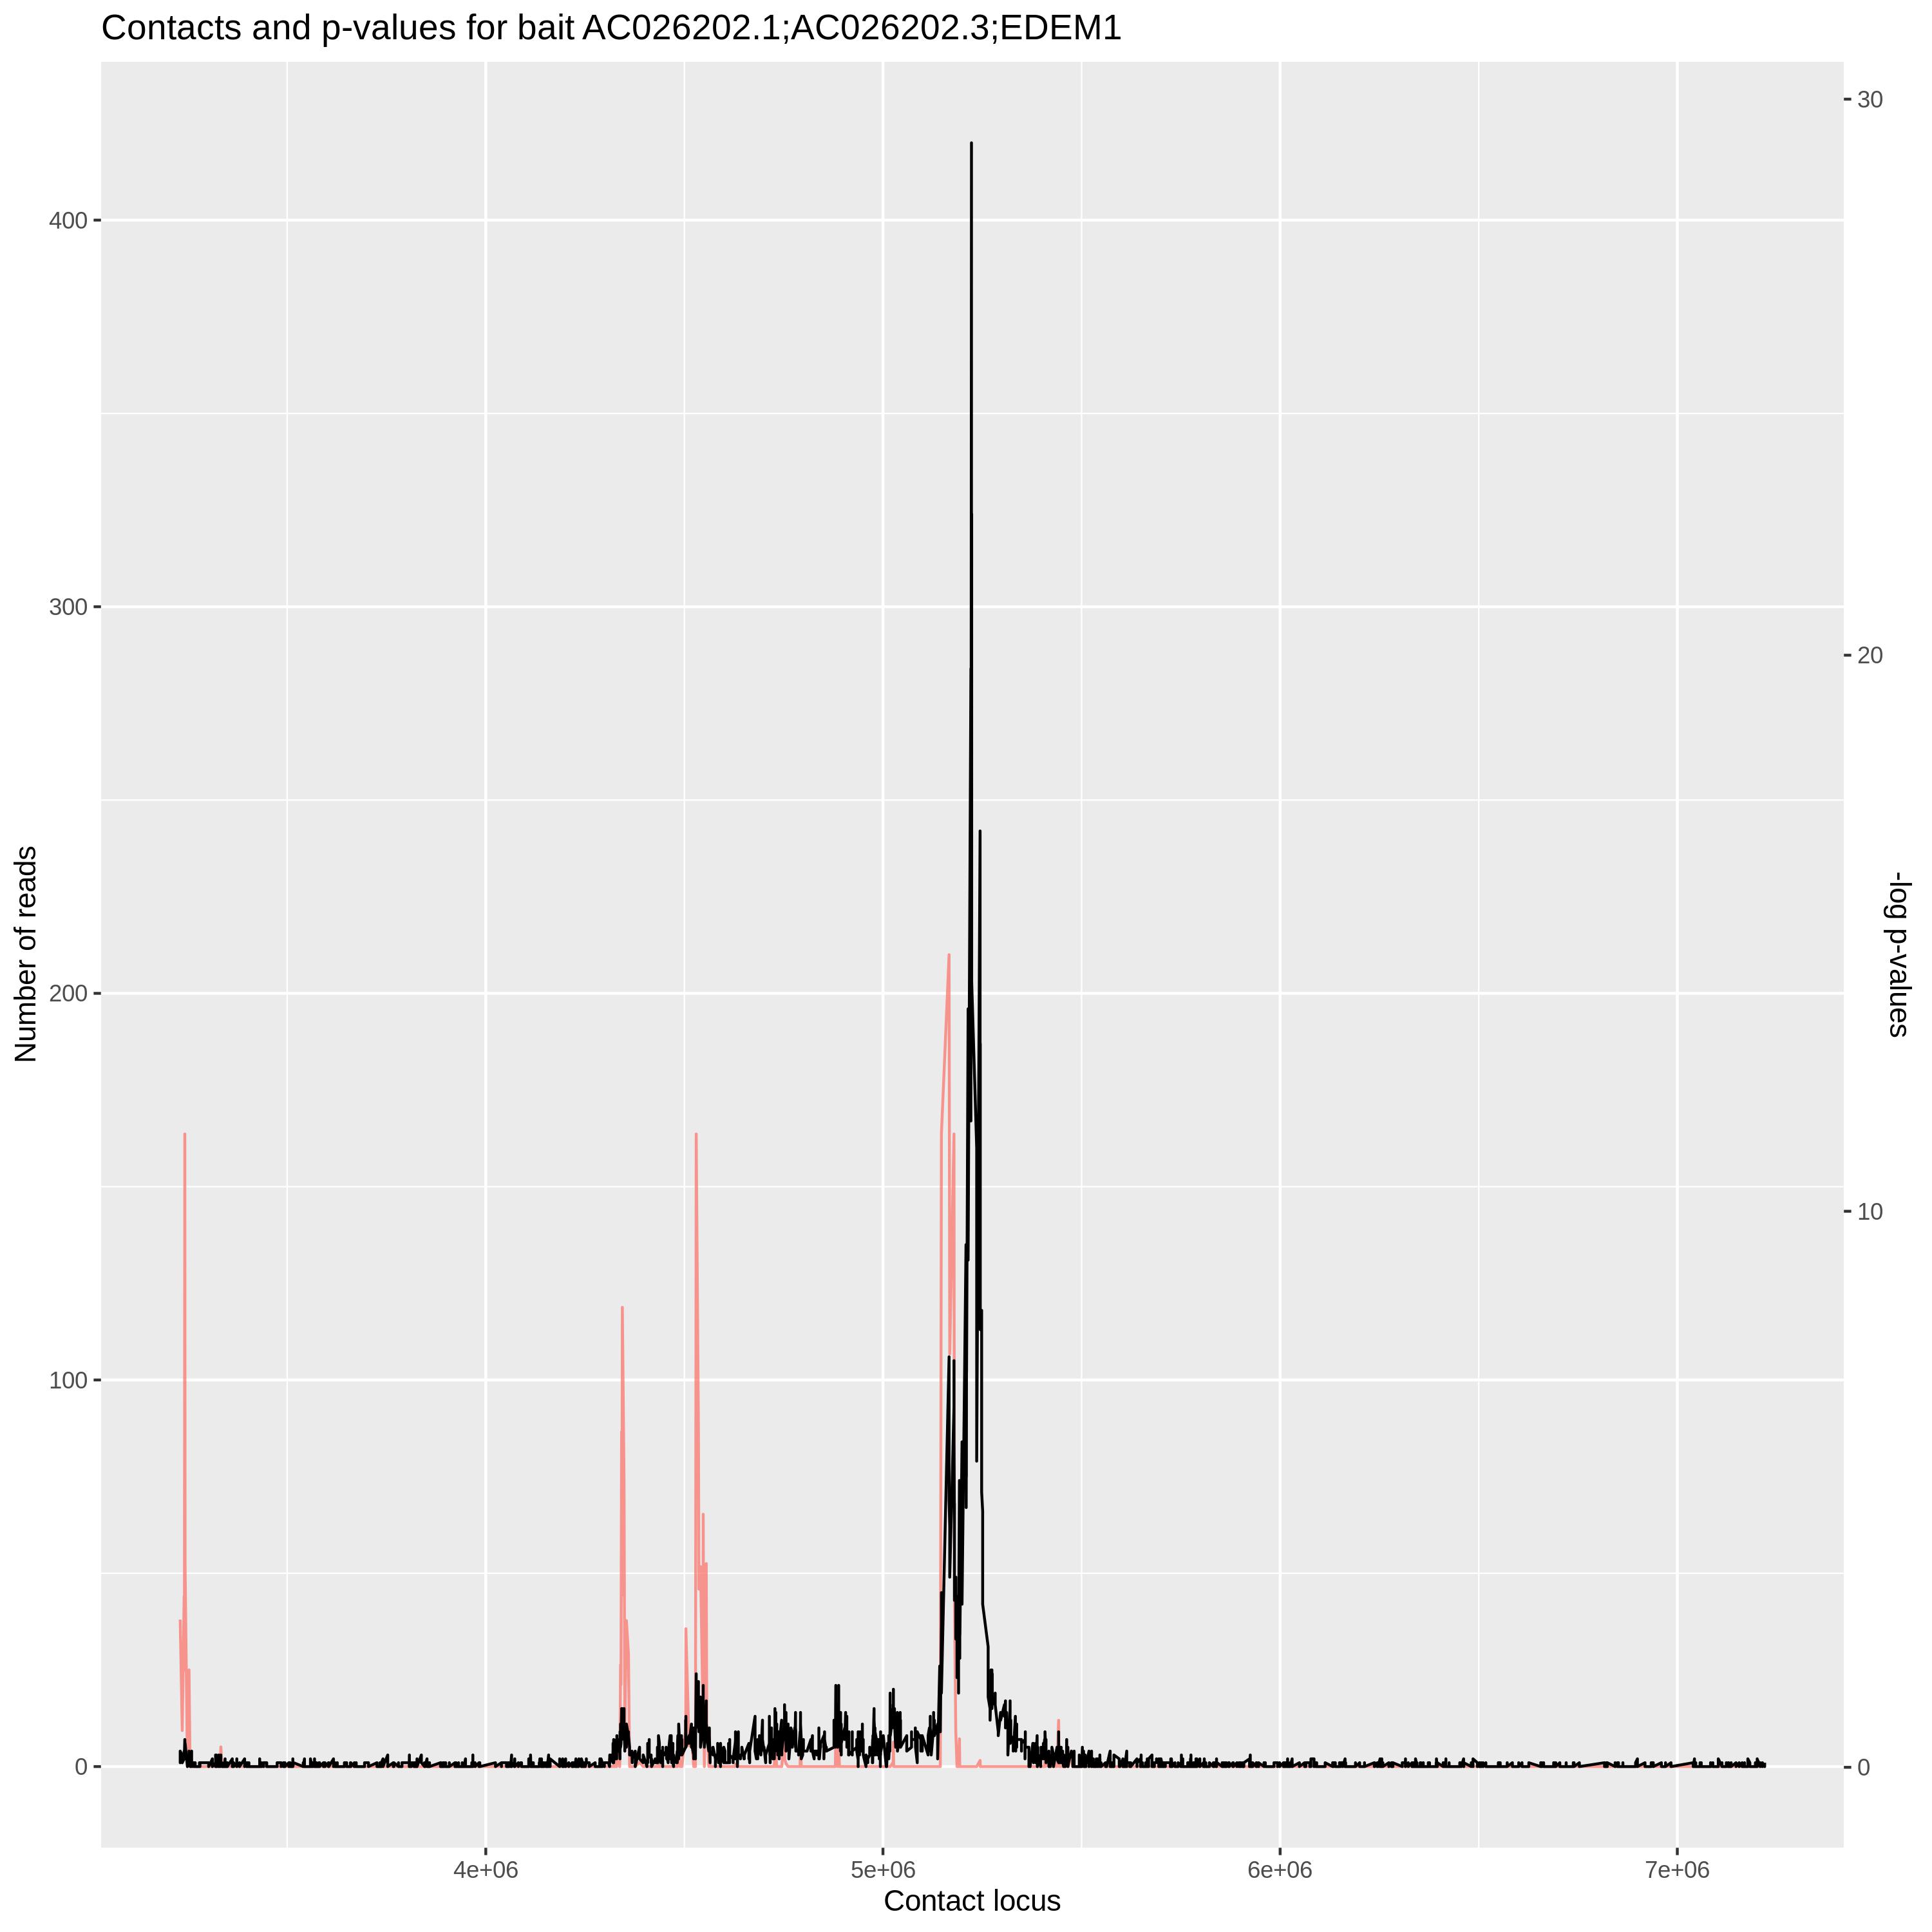 Contacts and p-values for bait AC026202.1;AC026202.3;EDEM1
30
400
300
20
200
10
100
0
0
Number of reads
-log p-values
4e+06
5e+06
6e+06
7e+06
Contact locus